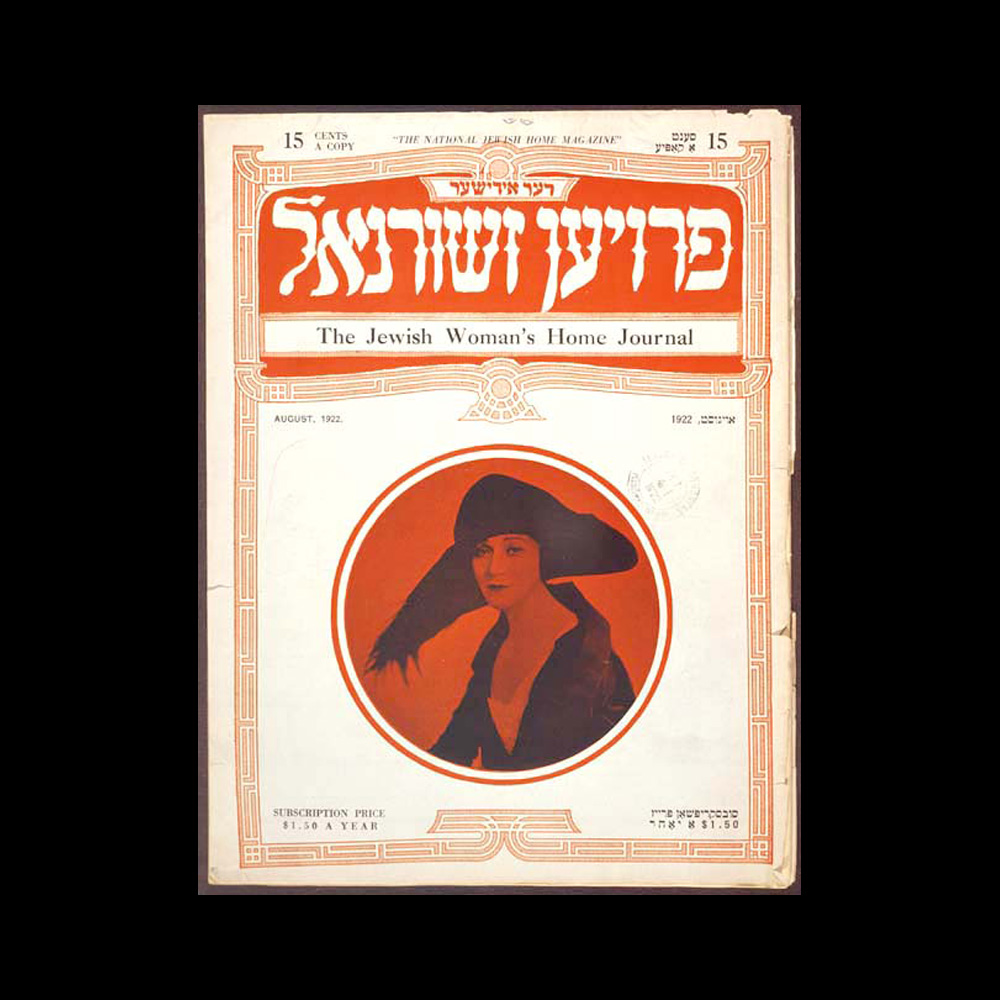 15 CENTS
A COPY
"THE NATIONAL JEWISH HOME MAGAZINE"
סענט 15
א קאפיע
דער אידישער
פרויען זשורנאל
The Jewish Woman's Home Journal
AUGUST, 1922.
אויגוסט, 1922
SUBSCRIPTION PRICE
$1.50 A YEAR
סובסקריפשאן פרייז
$1.50 א יאהר